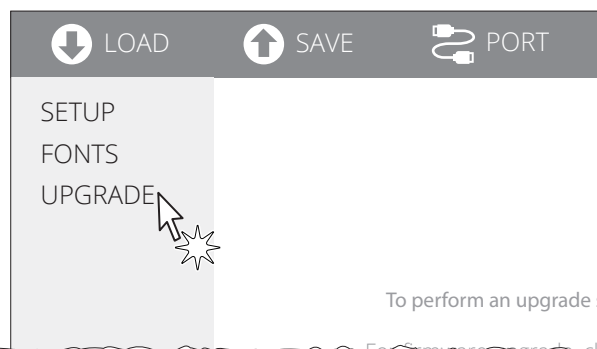 LOAD SAVE PORT
SETUP
FONTS
UPGRADE
To perform an upgrade